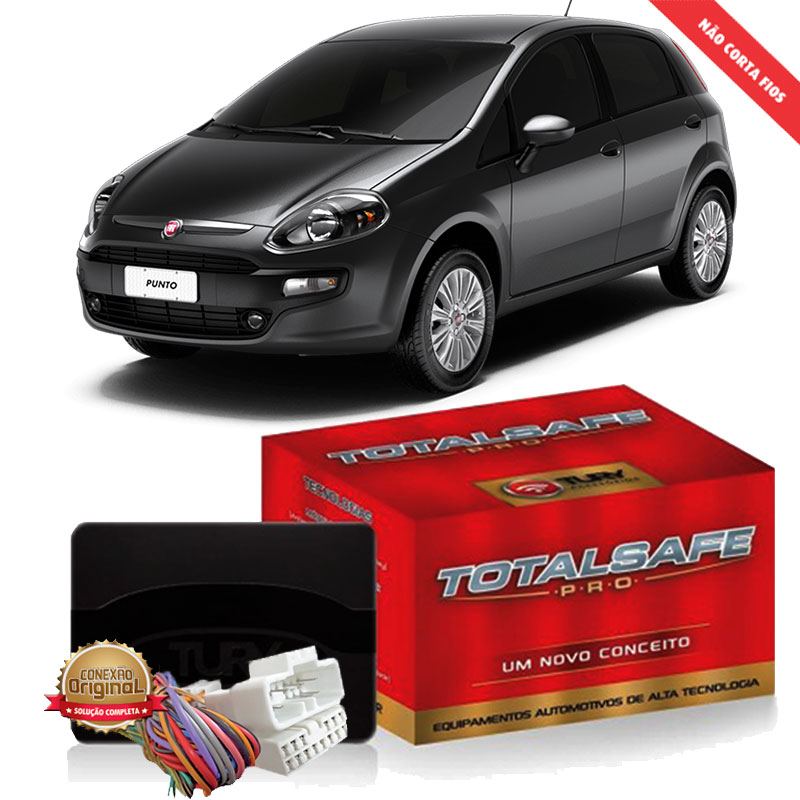 NÃO CORTA FIOS
PUNTO
TOTALSAFE
PRO
TURY
ACESSÓRIOS
TECNOLOGIAS
TOTALSAFE
·PRO·
UM NOVO CONCEITO
EQUIPAMENTOS AUTOMOTIVOS DE ALTA TECNOLOGIA
TURY
CONEXÃO
ORIGINAL
SOLUÇÃO COMPLETA